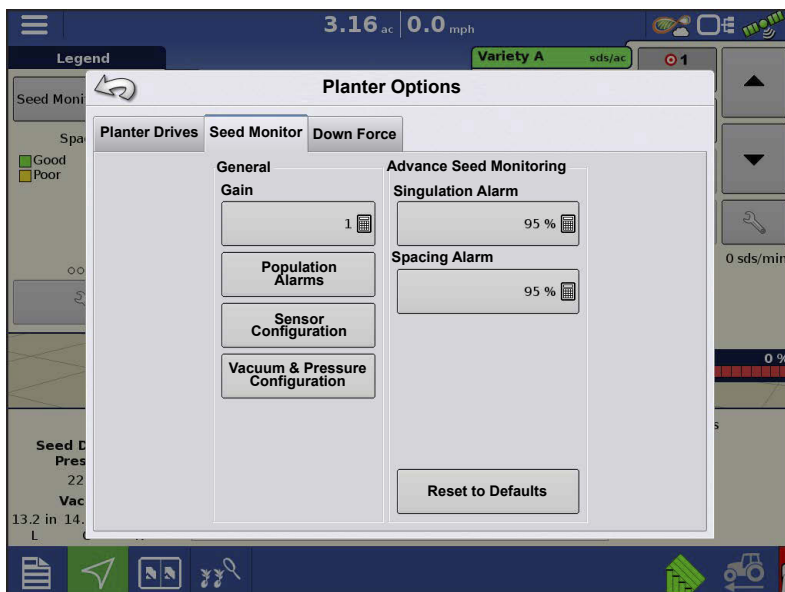 3.16 ac 0.0 mph
Legend
Variety A sds/ac
1
Seed Moni
Planter Options
Spa
Good
Poor
Planter Drives Seed Monitor Down Force
General
Advance Seed Monitoring
Gain
Singulation Alarm
1
95 %
Population
Alarms
Spacing Alarm
95 %
Sensor
Configuration
Vacuum & Pressure
Configuration
Reset to Defaults
0 sds/min
0 %
Seed D
Pres
22
Vac
13.2 in 14.
L